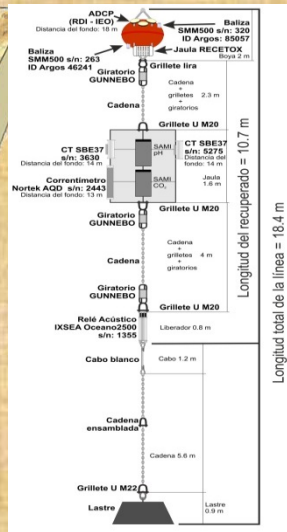 ADCP
(RDI - IEO)
Distancia del fondo: 18 m
Baliza
SMM500 s/n: 320
ID Argos: 85057
Baliza
SMM500 s/n: 263
ID Argos 46241
Jaula RECETOX
Boya 2 m
Giratorio
GUNNEBO
Grillete lira
Cadena
Cadena
+
grilletes 2.3 m
+
giratorios
Grillete U M20
CT SBE37
s/n: 3630
Distancia del fondo: 14 m
SAMI
pH
CT SBE37
s/n: 5275
Distancia del
fondo: 14 m
Correntímetro
Nortek AQD s/n: 2443
Distancia del fondo: 13 m
SAMI
CO₂
Jaula
1.6 m
Grillete U M20
Giratorio
GUNNEBO
Cadena
Cadena
+
grilletes 4 m
+
giratorios
Giratorio
GUNNEBO
Grillete U M20
Relé Acústico
IXSEA Oceano2500
s/n: 1355
Liberador 0.8 m
Cabo blanco
Cabo 1.2 m
Cadena
ensamblada
Cadena 5.6 m
Grillete U M22
Lastre
Lastre
0.9 m
Longitud del recuperado = 10.7 m
Longitud total de la línea = 18.4 m